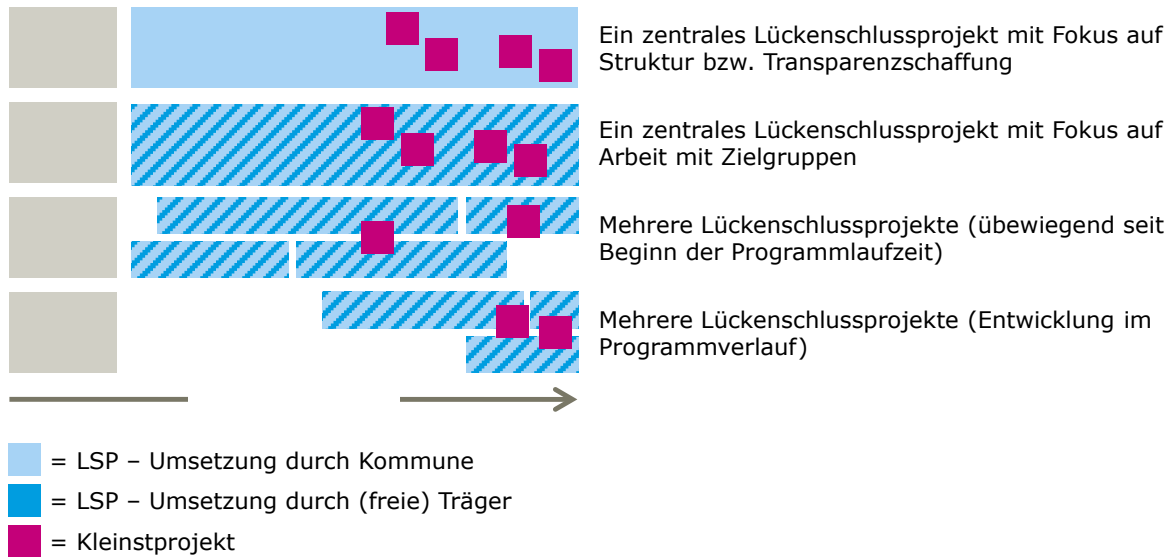 Ein zentrales Lückenschlussprojekt mit Fokus auf
Struktur bzw. Transparenzschaffung
Ein zentrales Lückenschlussprojekt mit Fokus auf
Arbeit mit Zielgruppen
Mehrere Lückenschlussprojekte (übewiegend seit
Beginn der Programmlaufzeit)
Mehrere Lückenschlussprojekte (Entwicklung im
Programmverlauf)
= LSP – Umsetzung durch Kommune
= LSP – Umsetzung durch (freie) Träger
= Kleinstprojekt